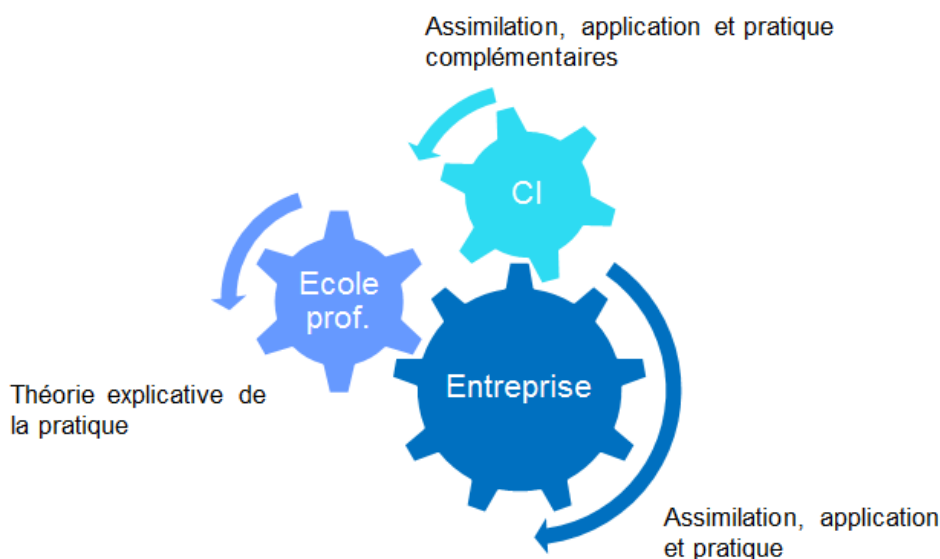 Assimilation, application et pratique
complémentaires
CI
Ecole
prof.
Entreprise
Théorie explicative de
la pratique
Assimilation, application
et pratique